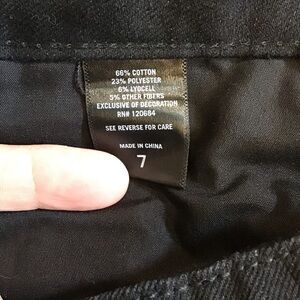 66% COTTON
23% POLYESTER
6% LYOCELL
5% OTHER FIBERS
EXCLUSIVE OF DECORATION
RN# 120684
SEE REVERSE FOR CARE
MADE IN CHINA
7